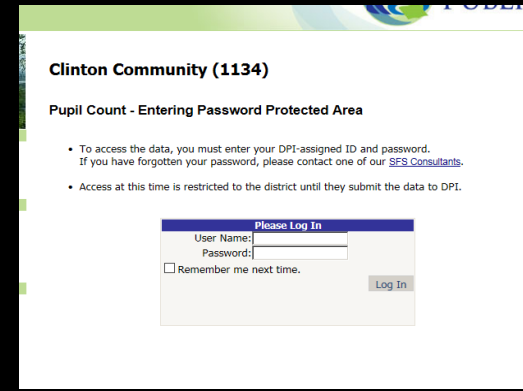 Clinton Community (1134)
Pupil Count - Entering Password Protected Area
• To access the data, you must enter your DPI-assigned ID and password.
If you have forgotten your password, please contact one of our SFS Consultants.
• Access at this time is restricted to the district until they submit the data to DPI.
Please Log In
User Name:
Password:
Remember me next time.
Log In